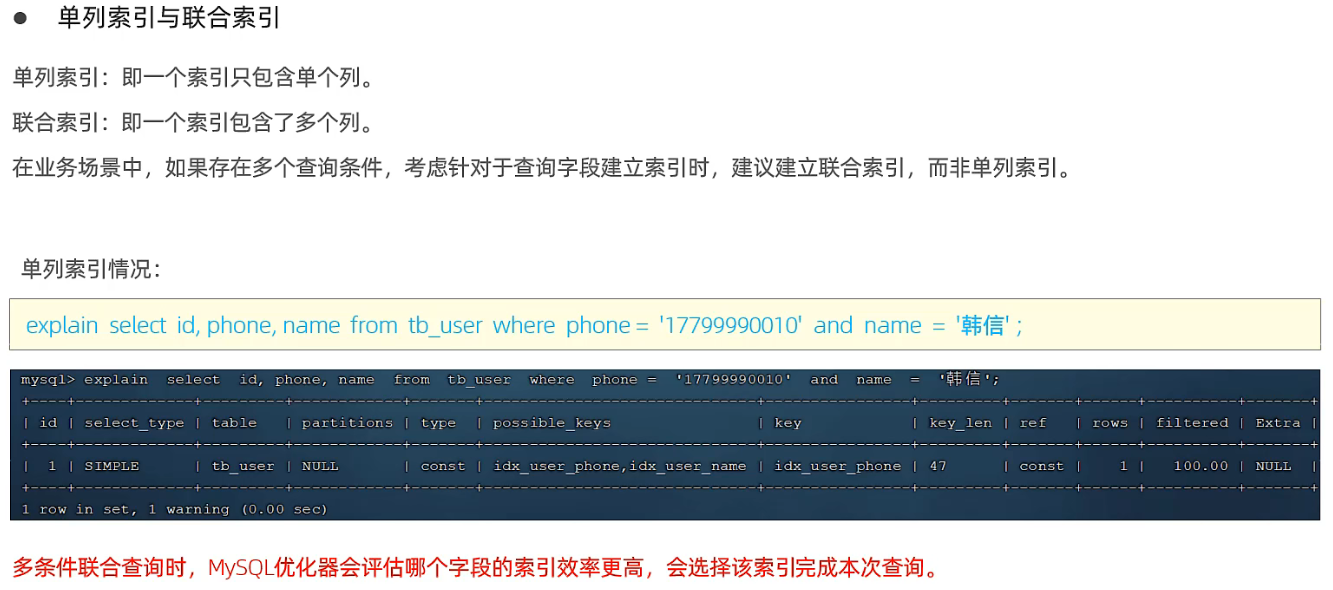 ● 单列索引与联合索引
单列索引：即一个索引只包含单个列。
联合索引：即一个索引包含了多个列。
在业务场景中，如果存在多个查询条件，考虑针对于查询字段建立索引时，建议建立联合索引，而非单列索引。
单列索引情况：
explain select id, phone, name from tb_user where phone = '17799990010' and name = '韩信' ;
mysql> explain select id, phone, name from tb_user where phone = '17799990010' and name = '韩信';
+----+-------------+---------+------------+-------+------------------------------+----------------+---------+-------+------+----------+-------+
| id | select_type | table | partitions | type | possible_keys | key | key_len | ref | rows | filtered | Extra |
+----+-------------+---------+------------+-------+------------------------------+----------------+---------+-------+------+----------+-------+
| 1 | SIMPLE | tb_user | NULL | const | idx_user_phone,idx_user_name | idx_user_phone | 47 | const | 1 | 100.00 | NULL |
+----+-------------+---------+------------+-------+------------------------------+----------------+---------+-------+------+----------+-------+
1 row in set, 1 warning (0.00 sec)
多条件联合查询时，MySQL优化器会评估哪个字段的索引效率更高，会选择该索引完成本次查询。